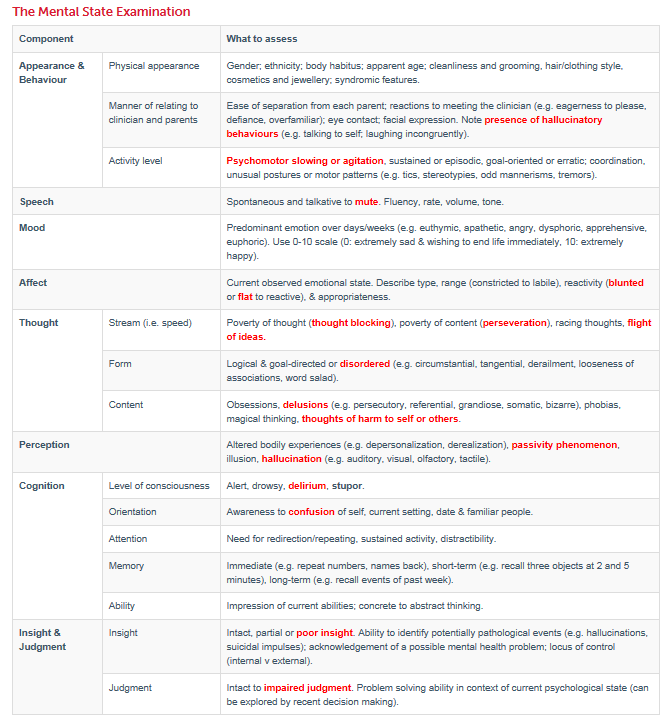 The Mental State Examination
Component
What to assess
Appearance &
Behaviour
Physical appearance
Gender; ethnicity; body habitus; apparent age; cleanliness and grooming, hair/clothing style,
cosmetics and jewellery; syndromic features.
Manner of relating to
clinician and parents
Ease of separation from each parent; reactions to meeting the clinician (e.g. eagerness to please,
defiance, overfamiliar); eye contact; facial expression. Note presence of hallucinatory
behaviours (e.g. talking to self; laughing incongruently).
Activity level
Psychomotor slowing or agitation, sustained or episodic, goal-oriented or erratic; coordination,
unusual postures or motor patterns (e.g. tics, stereotypies, odd mannerisms, tremors).
Speech
Spontaneous and talkative to mute. Fluency, rate, volume, tone.
Mood
Predominant emotion over days/weeks (e.g. euthymic, apathetic, angry, dysphoric, apprehensive,
euphoric). Use 0-10 scale (0: extremely sad & wishing to end life immediately, 10: extremely
happy).
Affect
Current observed emotional state. Describe type, range (constricted to labile), reactivity (blunted
or flat to reactive), & appropriateness.
Thought
Stream (i.e. speed)
Poverty of thought (thought blocking), poverty of content (perseveration), racing thoughts, flight
of ideas.
Form
Logical & goal-directed or disordered (e.g. circumstantial, tangential, derailment, looseness of
associations, word salad).
Content
Obsessions, delusions (e.g. persecutory, referential, grandiose, somatic, bizarre), phobias,
magical thinking, thoughts of harm to self or others.
Perception
Altered bodily experiences (e.g. depersonalization, derealization), passivity phenomenon,
illusion, hallucination (e.g. auditory, visual, olfactory, tactile).
Cognition
Level of consciousness
Alert, drowsy, delirium, stupor.
Orientation
Awareness to confusion of self, current setting, date & familiar people.
Attention
Need for redirection/repeating, sustained activity, distractibility.
Memory
Immediate (e.g. repeat numbers, names back), short-term (e.g. recall three objects at 2 and 5
minutes), long-term (e.g. recall events of past week).
Ability
Impression of current abilities; concrete to abstract thinking.
Insight &
Judgment
Insight
Intact, partial or poor insight. Ability to identify potentially pathological events (e.g. hallucinations,
suicidal impulses); acknowledgement of a possible mental health problem; locus of control
(internal v external).
Judgment
Intact to impaired judgment. Problem solving ability in context of current psychological state (can
be explored by recent decision making).